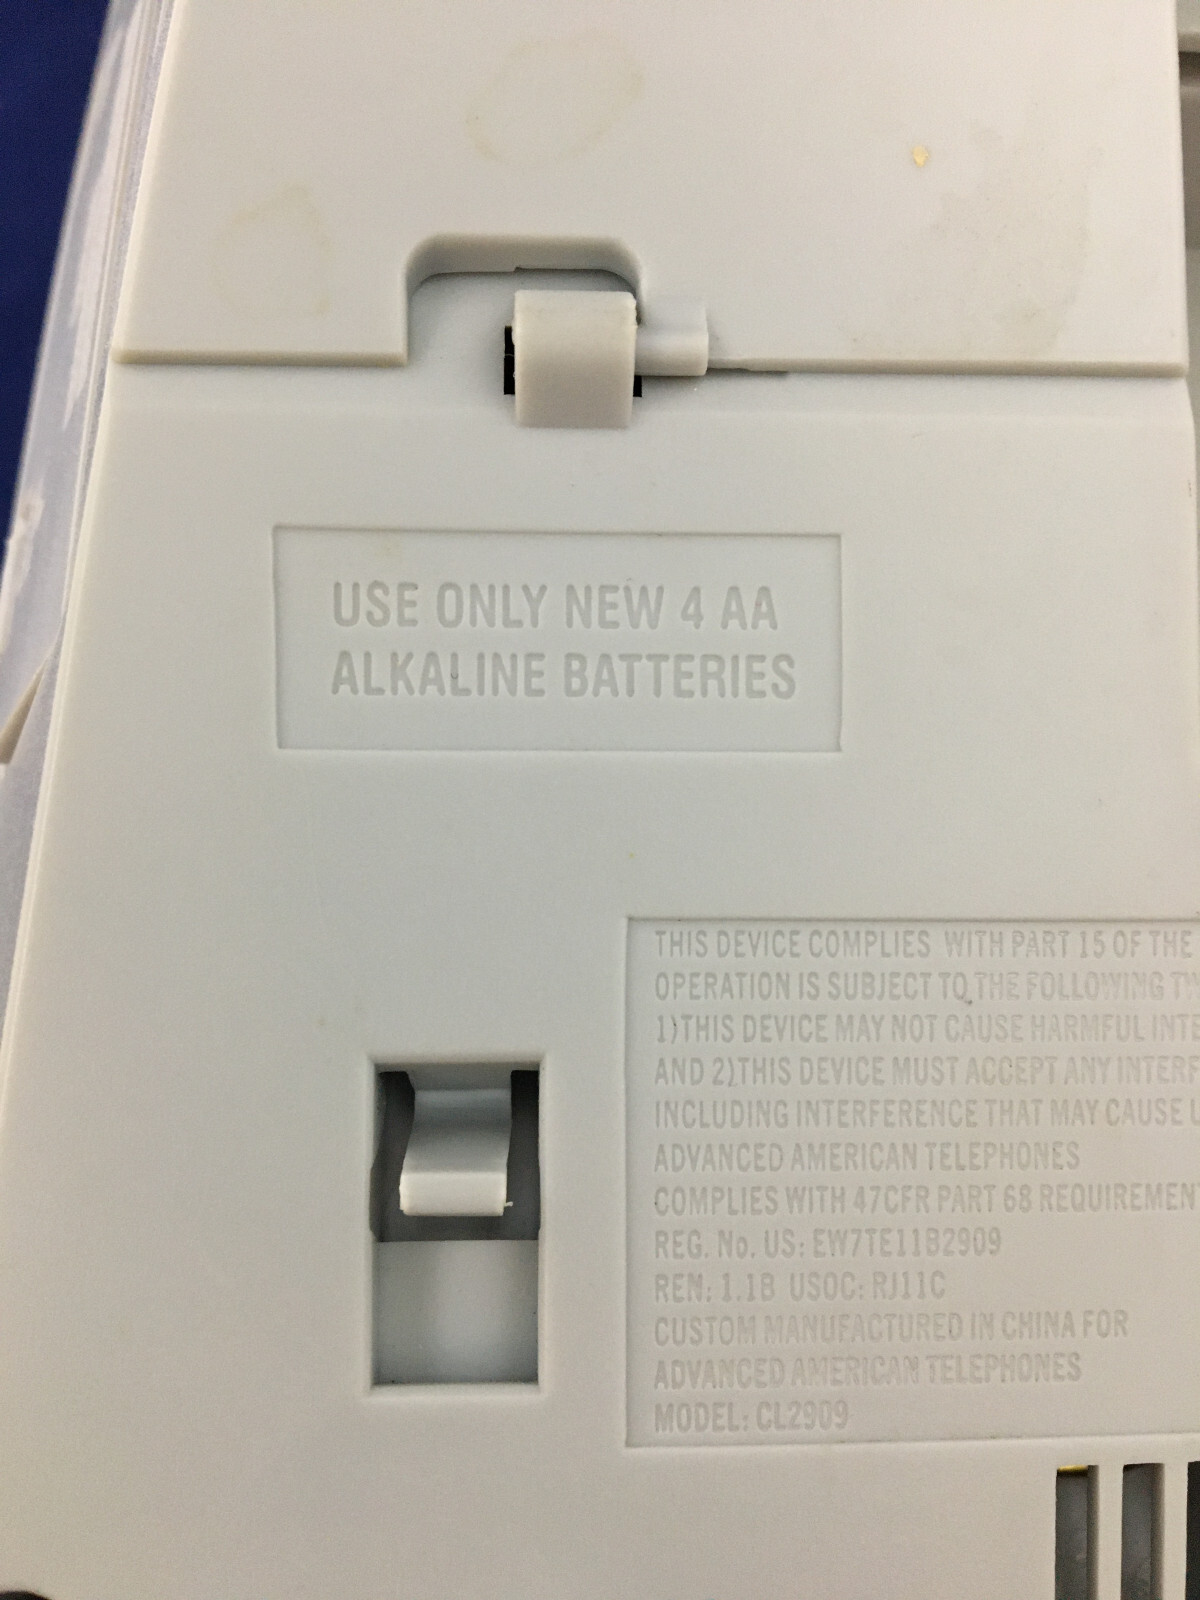 USE ONLY NEW 4 AA
ALKALINE BATTERIES
THIS DEVICE COMPLIES WITH PART 15 OF THE
OPERATION IS SUBJECT TO THE FOLLOWING
1)THIS DEVICE MAY NOT CAUSE HARMFUL
AND 2)THIS DEVICE MUST ACCEPT ANY
INCLUDING INTERFERENCE THAT MAY CAUSE
ADVANCED AMERICAN TELEPHONES
COMPLIES WITH 47CFR PART 68 REQUIREMENT
REG. No. US: EW7TE11B2909
REN: 1.1B USOC: RJ11C
CUSTOM MANUFACTURED IN CHINA FOR
ADVANCED AMERICAN TELEPHONES
MODEL: CL2909